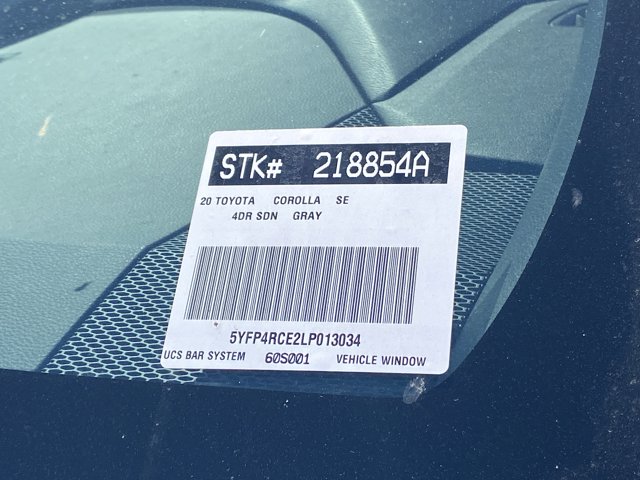 STK# 218854A
20 TOYOTA COROLLA SE
4DR SDN GRAY
5YFP4RCE2LP013034
UCS BAR SYSTEM 60S001 VEHICLE WINDOW